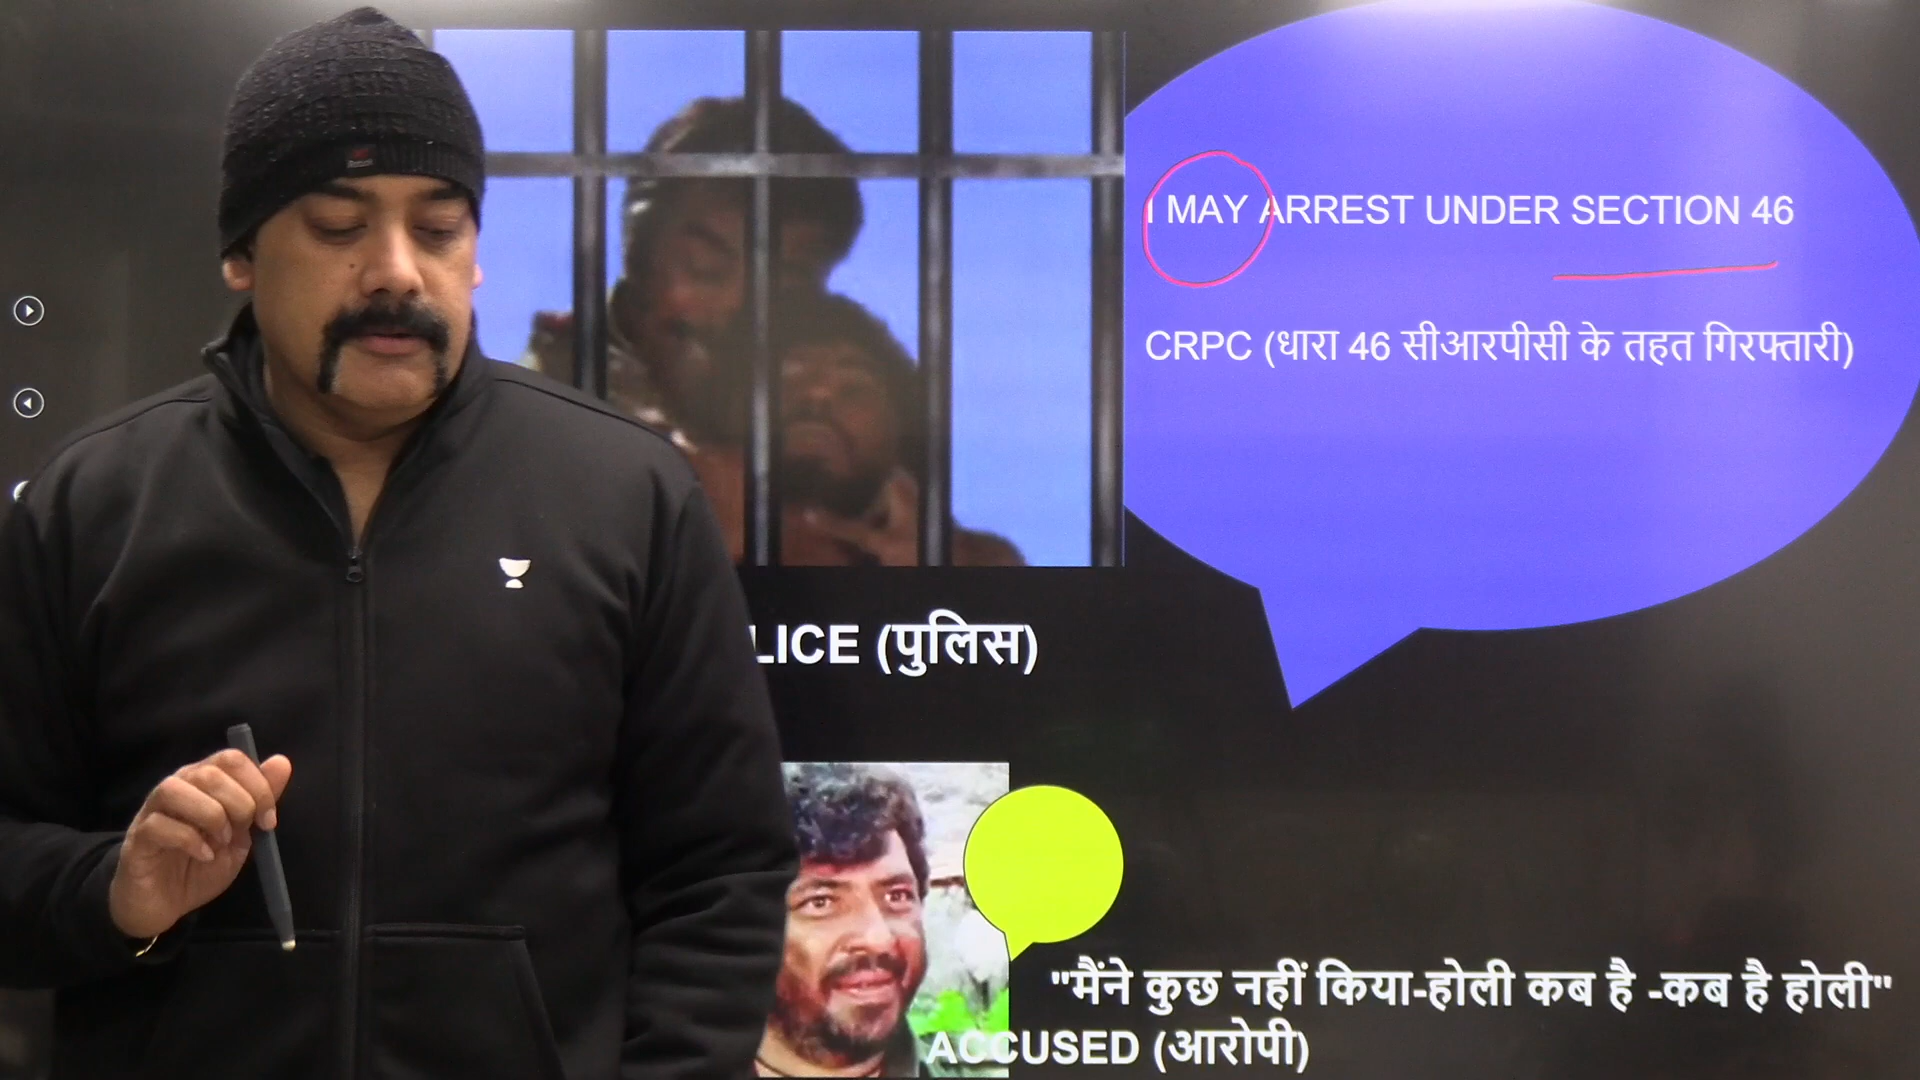 I MAY ARREST UNDER SECTION 46
CRPC (धारा 46 सीआरपीसी के तहत गिरफ्तारी)
LICE (पुलिस)
"मैंने कुछ नहीं किया-होली कब है -कब है होली"
ACCUSED (आरोपी)